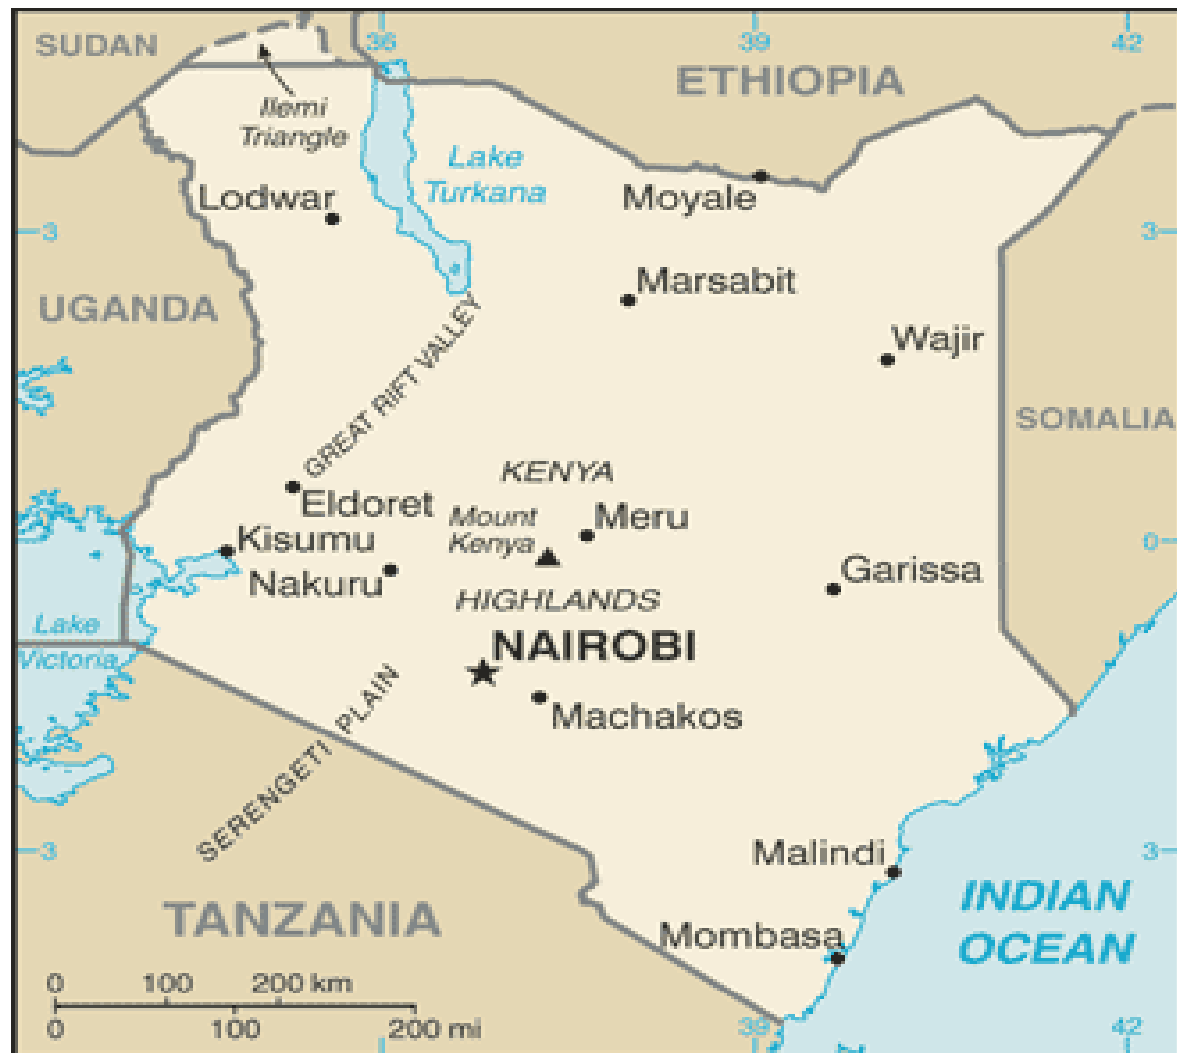 36
39
42
SUDAN
ETHIOPIA
Ilemi
Triangle
Lake
Turkana
Lodwar
Moyale
3
3
Marsabit
UGANDA
Wajir
GREAT RIFT VALLEY
SOMALIA
KENYA
Eldoret
Mount
Kenya
Meru
Kisumu
0
Nakuru
Garissa
HIGHLANDS
Lake
Victoria
NAIROBI
SERENGETI PLAIN
Machakos
3
Malindi
3
INDIAN
OCEAN
TANZANIA
Mombasa
0 100 200 km
0 100 200 mi
39
42